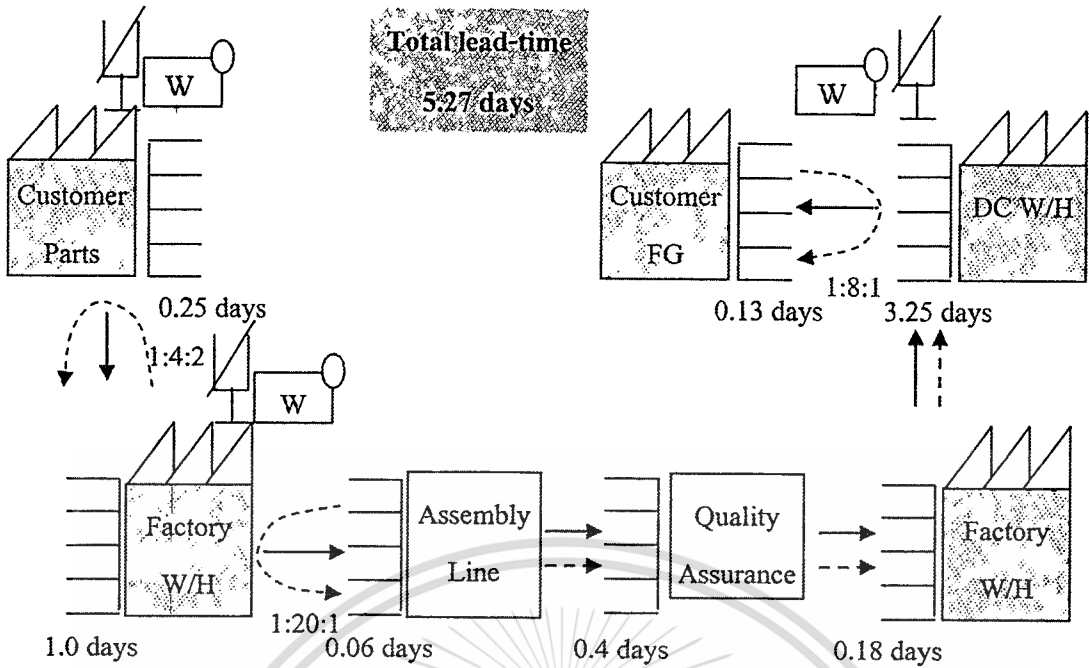 Total lead-time
5.27 days
W
W
Customer
Parts
Customer
FG
DC W/H
0.25 days
1:8:1
0.13 days
3.25 days
1:4:2
W
Factory
W/H
Assembly
Line
Quality
Assurance
Factory
W/H
1:20:1
1.0 days
0.06 days
0.4 days
0.18 days